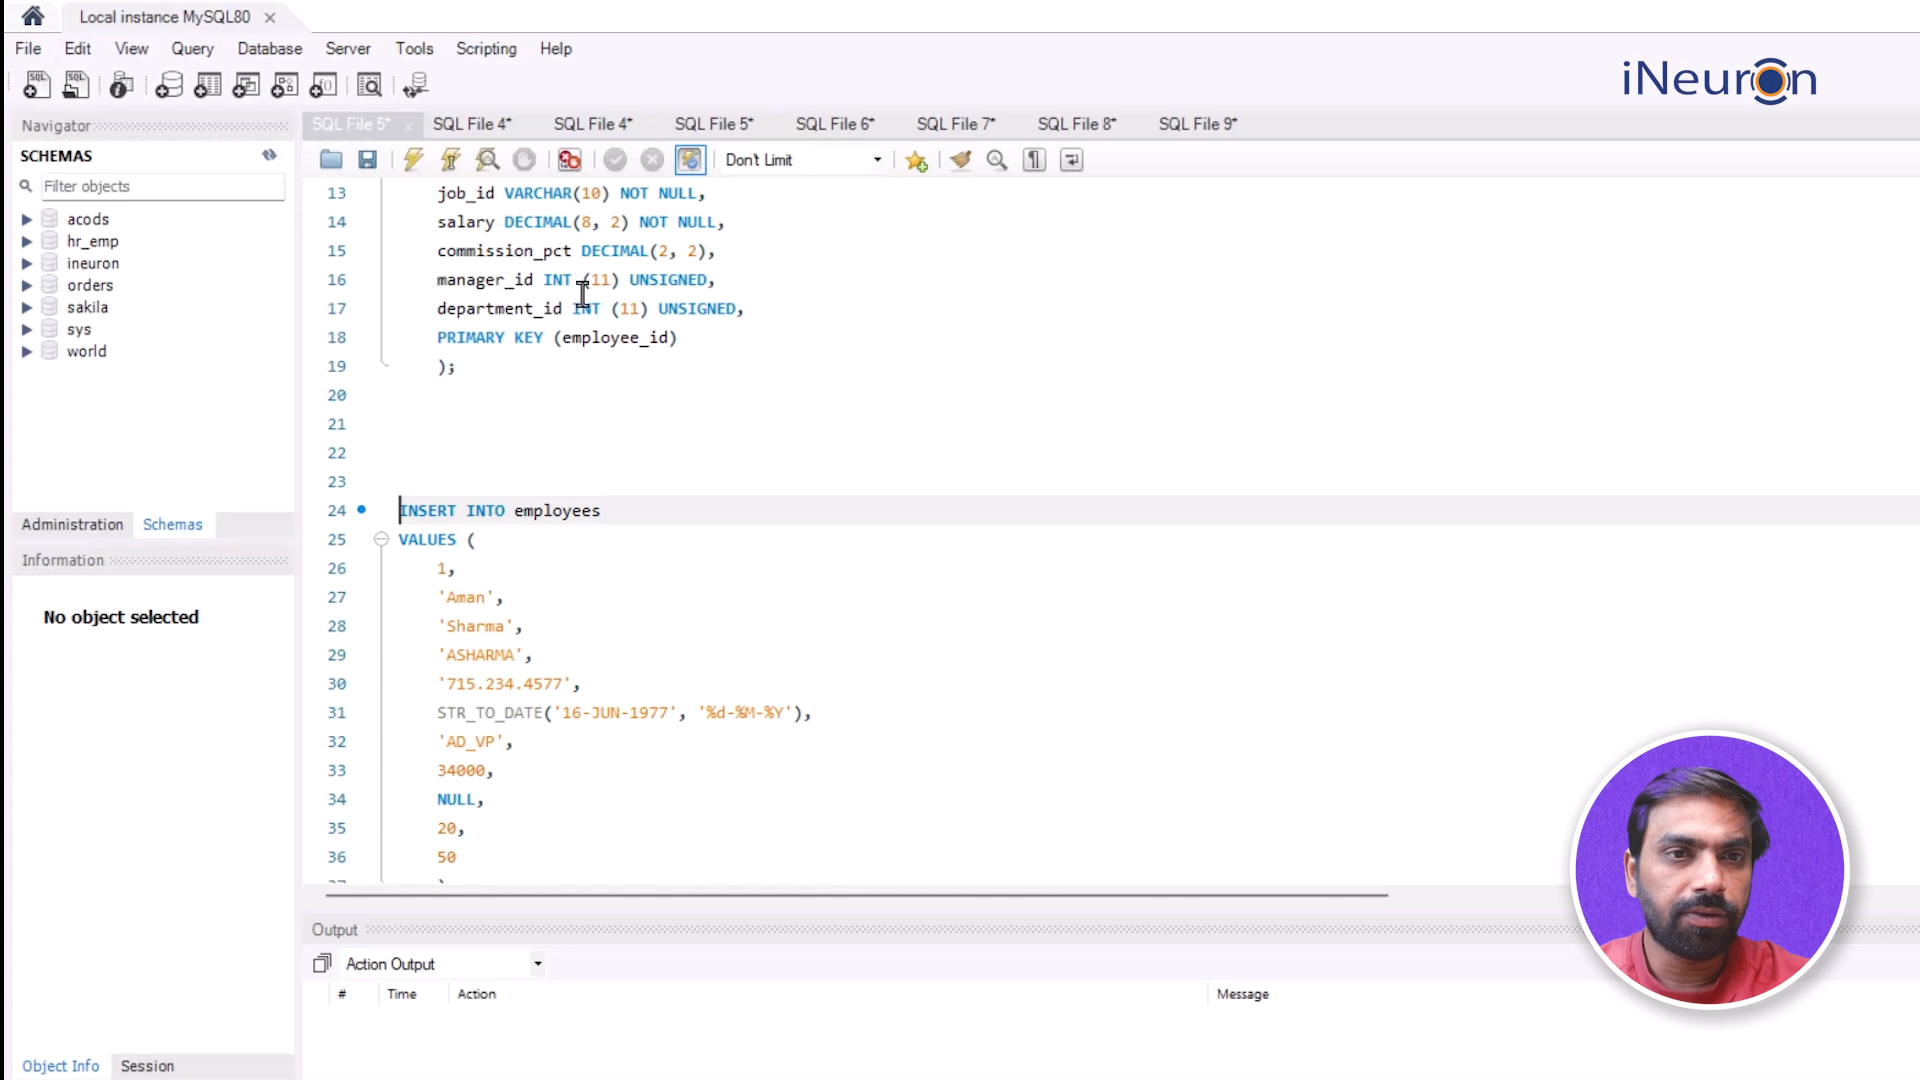 Local instance MySQL80
File Edit View Query Database Server Tools Scripting Help
iNeuron
Navigator
SQL File 5* SQL File 4* SQL File 4* SQL File 5* SQL File 6* SQL File 7* SQL File 8* SQL File 9*
SCHEMAS
Don't Limit
Filter objects
acods
hr_emp
ineuron
orders
sakila
sys
world
13 job_id VARCHAR(10) NOT NULL,
14 salary DECIMAL(8, 2) NOT NULL,
15 commission_pct DECIMAL(2, 2),
16 manager_id INT (11) UNSIGNED,
17 department_id INT (11) UNSIGNED,
18 PRIMARY KEY (employee_id)
19 );
20
21
22
23
24 INSERT INTO employees
25 VALUES (
26 1,
27 'Aman',
28 'Sharma',
29 'ASHARMA',
30 '715.234.4577',
31 STR_TO_DATE('16-JUN-1977', '%d-%M-%Y'),
32 'AD_VP',
33 34000,
34 NULL,
35 20,
36 50
Administration Schemas
Information
No object selected
Output
Action Output
# Time Action Message
Object Info Session